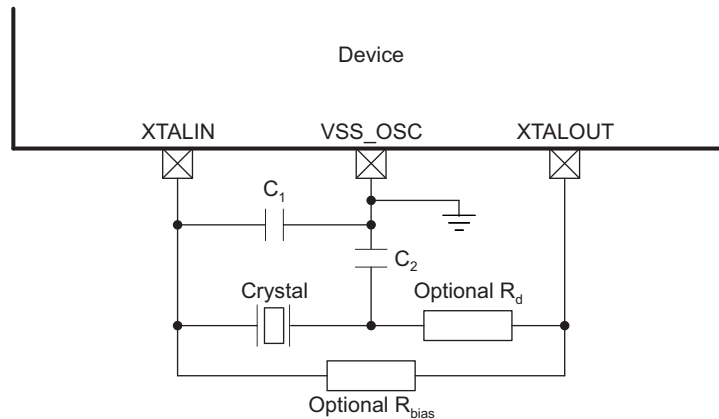 Device
XTALIN
VSS_OSC
XTALOUT
C1
C2
Crystal
Optional Rd
Optional Rbias